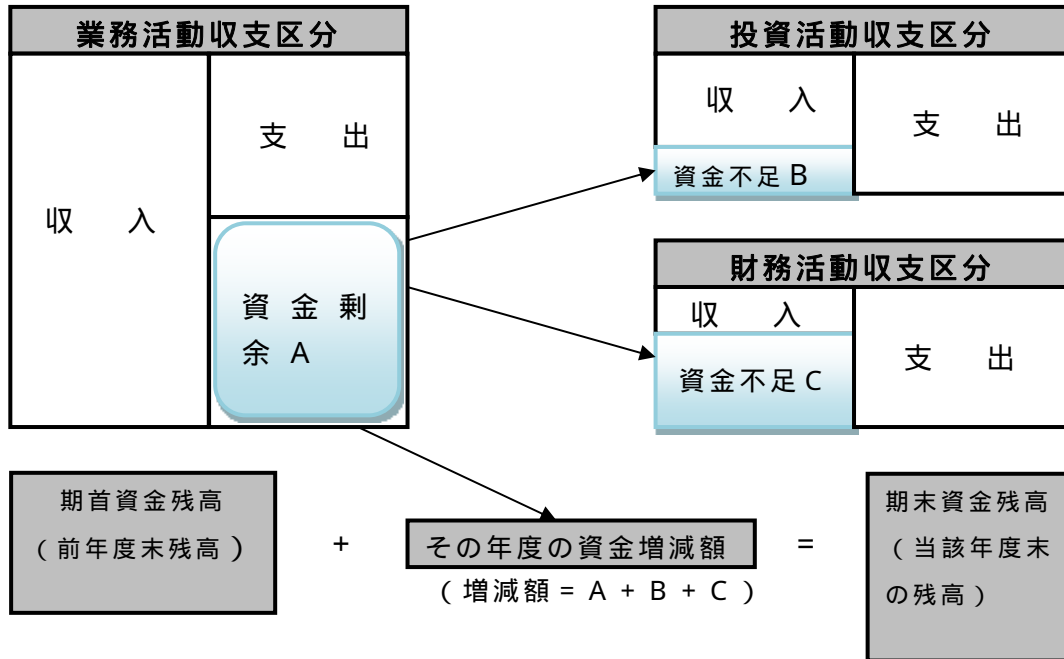 業務活動収支区分
収 入
支 出
資 金 剰
余 A
投資活動収支区分
収 入
資金不足 B
支 出
財務活動収支区分
収 入
資金不足 C
支 出
期首資金残高
（前年度末残高）
+
その年度の資金増減額
（増減額 = A + B + C ）
=
期末資金残高
（当該年度末
の残高）